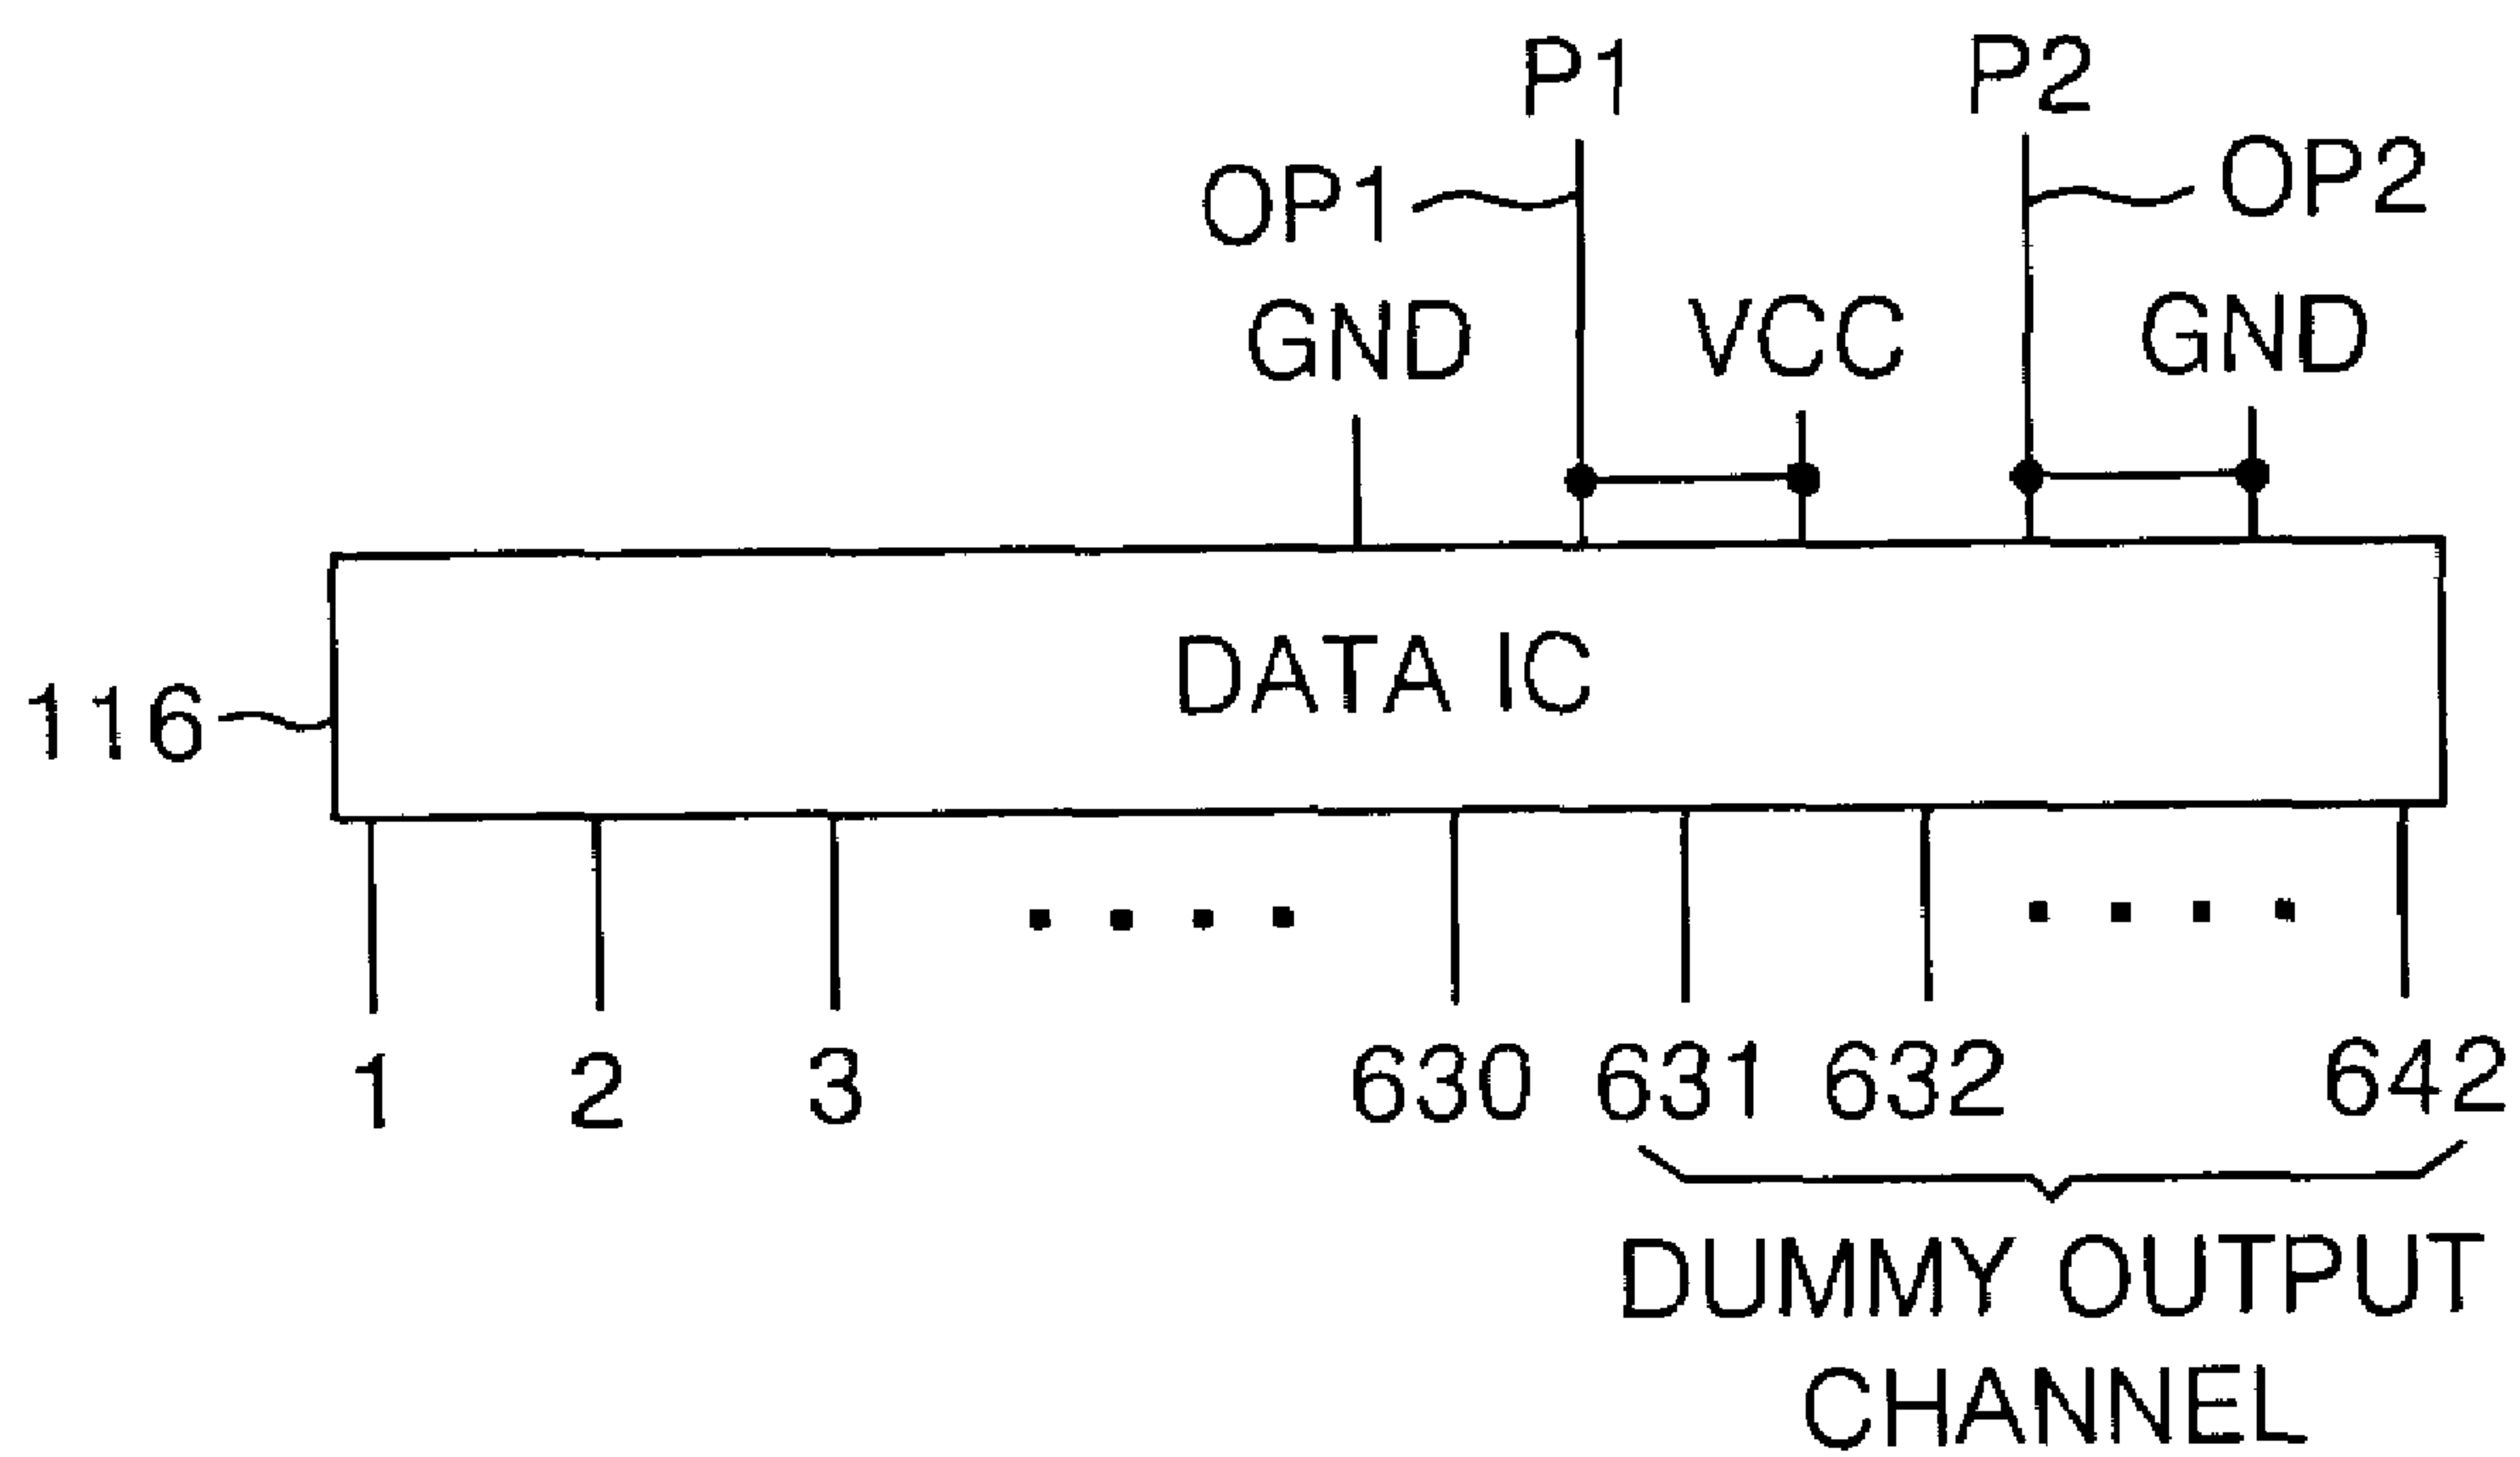 P1 P2
OP1 OP2
GND VCC GND
DATA IC
116
1 2 3 630 631 632 642
DUMMY OUTPUT
CHANNEL